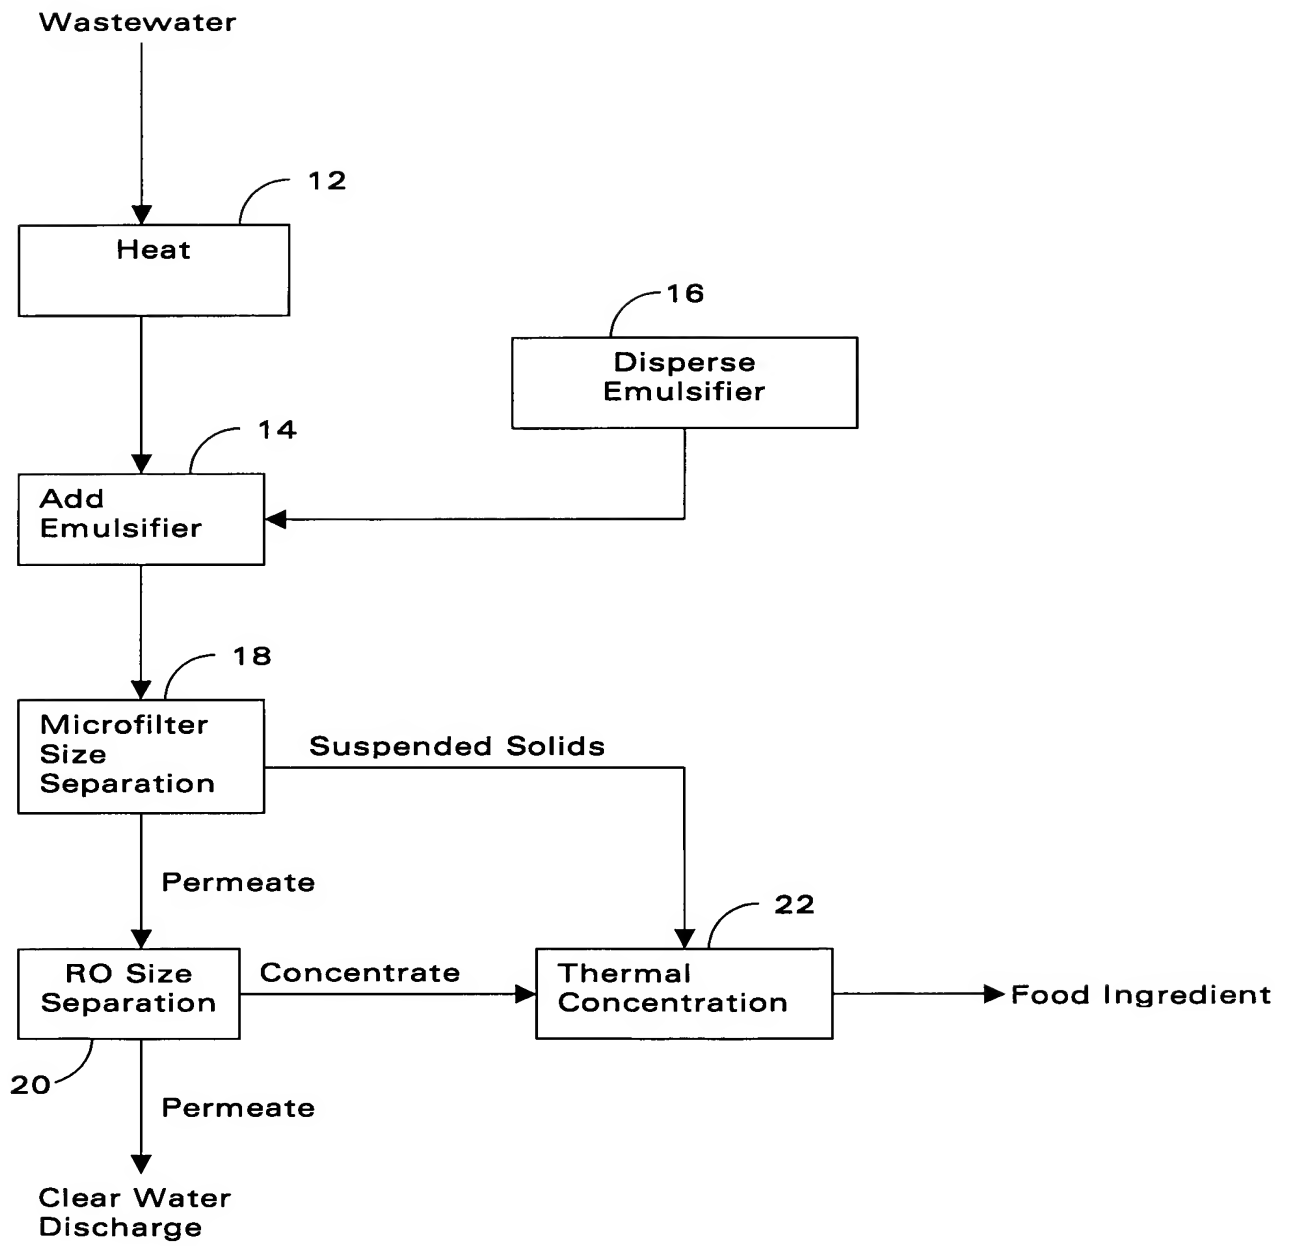 Wastewater
12
Heat
16
Disperse
Emulsifier
14
Add
Emulsifier
18
Microfilter
Size
Separation
Suspended Solids
Permeate
22
RO Size
Separation
Concentrate
Thermal
Concentration
Food Ingredient
20
Permeate
Clear Water
Discharge